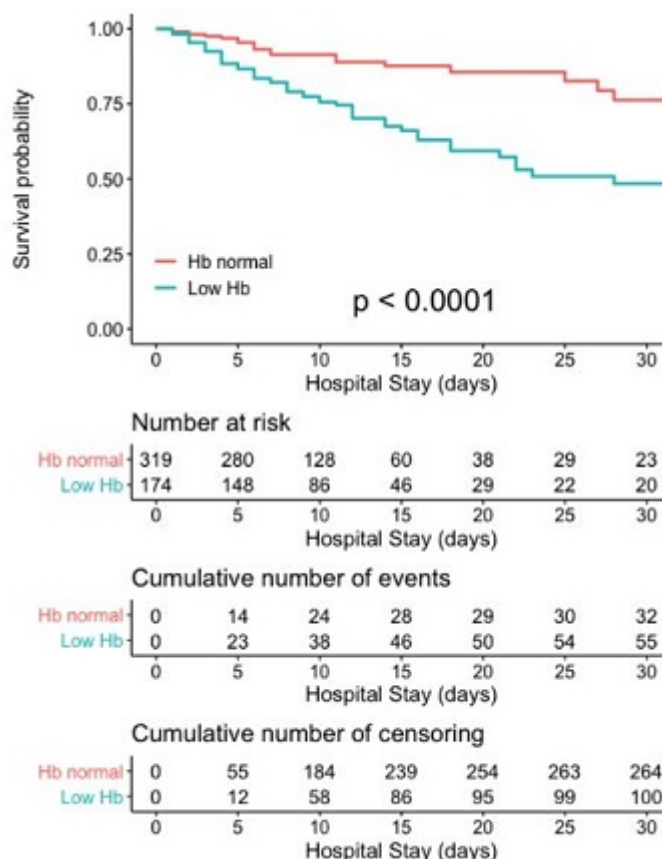 1.00
0.75
0.50
0.25
0.00
Survival probability
Hb normal
Low Hb
p < 0.0001
0 5 10 15 20 25 30
Hospital Stay (days)
Number at risk
Hb normal 319 280 128 60 38 29 23
Low Hb 174 148 86 46 29 22 20
0 5 10 15 20 25 30
Hospital Stay (days)
Cumulative number of events
Hb normal 0 14 24 28 29 30 32
Low Hb 0 23 38 46 50 54 55
0 5 10 15 20 25 30
Hospital Stay (days)
Cumulative number of censoring
Hb normal 0 55 184 239 254 263 264
Low Hb 0 12 58 86 95 99 100
0 5 10 15 20 25 30
Hospital Stay (days)